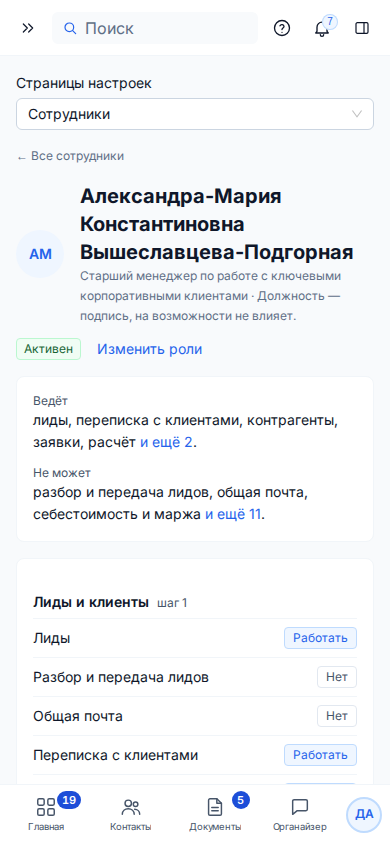 Поиск
7
Страницы настроек
Сотрудники
← Все сотрудники
АМ
Александра-Мария
Константиновна
Вышеславцева-Подгорная
Старший менеджер по работе с ключевыми
корпоративными клиентами · Должность —
подпись, на возможности не влияет.
Активен Изменить роли
Ведёт
лиды, переписка с клиентами, контрагенты,
заявки, расчёт и ещё 2.
Не может
разбор и передача лидов, общая почта,
себестоимость и маржа и ещё 11.
Лиды и клиенты шаг 1
Лиды Работать
Разбор и передача лидов Нет
Общая почта Нет
Переписка с клиентами Работать
19 5
Главная Контакты Документы Органайзер ДА